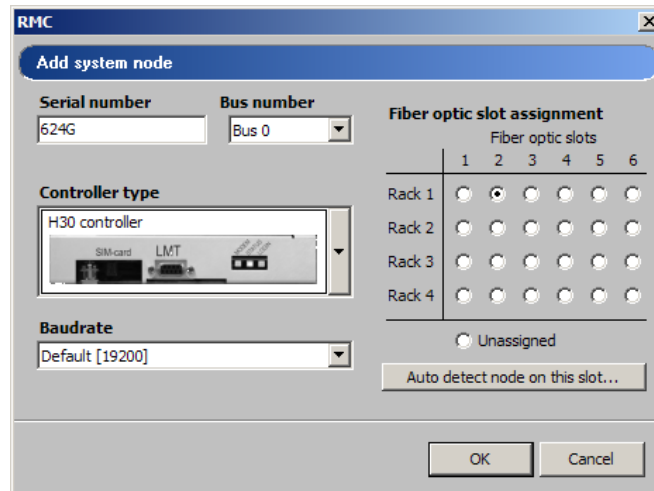 RMC
Add system node
Serial number
624G
Bus number
Bus 0
Controller type
H30 controller
SIM-card
LMT
Baudrate
Default [19200]
Fiber optic slot assignment
Fiber optic slots
1 2 3 4 5 6
Rack 1
Rack 2
Rack 3
Rack 4
Unassigned
Auto detect node on this slot...
OK
Cancel